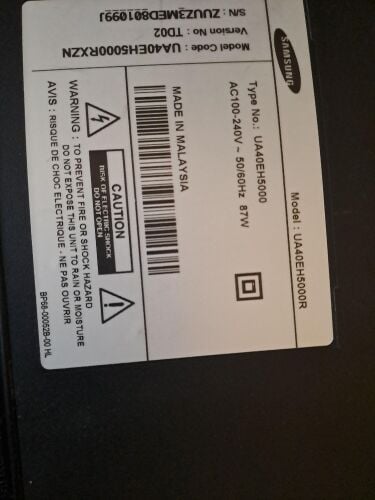 SAMSUNG
Model : UA40EH5000R
Type No.: UA40EH5000
AC100-240V ~ 50/60Hz 87W
MADE IN MALAYSIA
Model Code : UA40EH5000RXZN
Version No : TD02
S/N : ZUUZ3MED801099J
CAUTION
RISK OF ELECTRIC SHOCK
DO NOT OPEN
WARNING : TO PREVENT FIRE OR SHOCK HAZARD
DO NOT EXPOSE THIS UNIT TO RAIN OR MOISTURE
AVIS : RISQUE DE CHOC ELECTRIQUE - NE PAS OUVRIR
BP68-00052B-00 HL